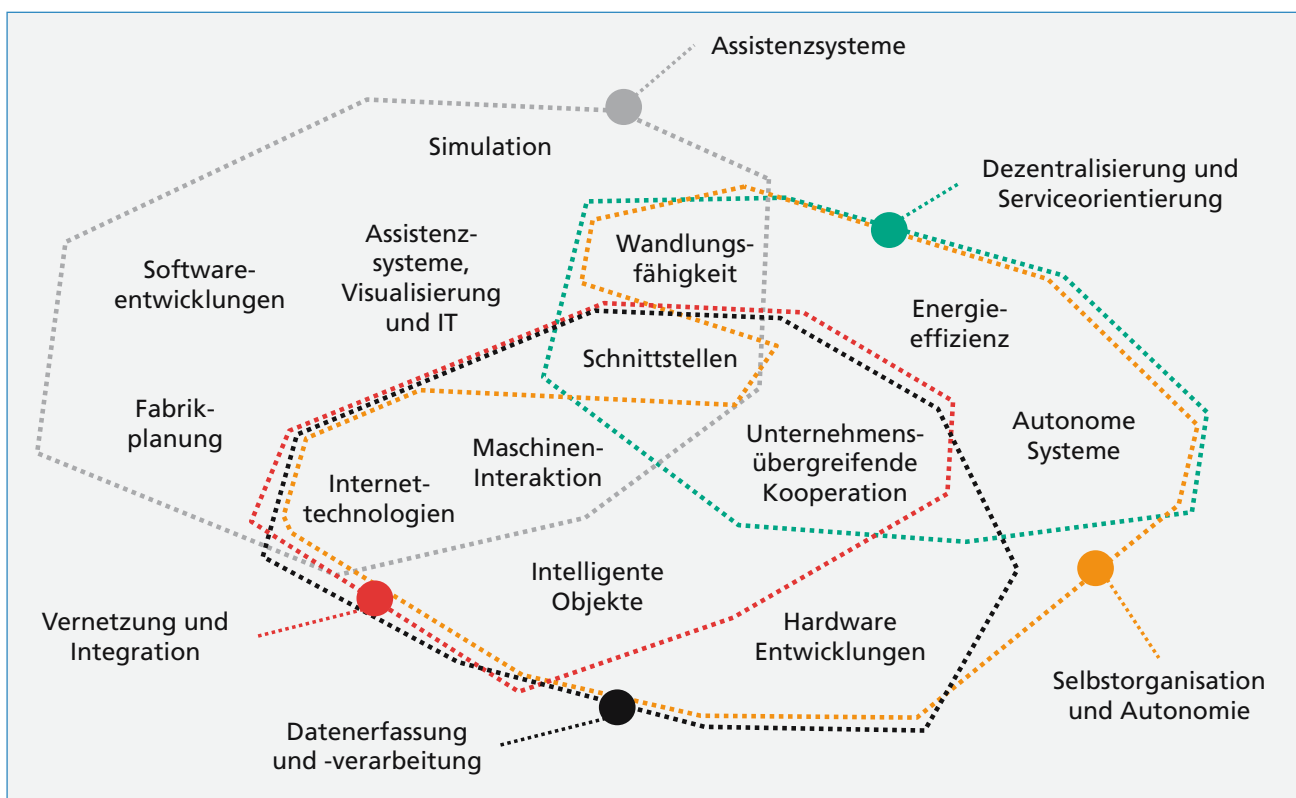 Assistenzsysteme
Simulation
Dezentralisierung und
Serviceorientierung
Assistenz-
systeme,
Visualisierung
und IT
Wandlungs-
fähigkeit
Software-
entwicklungen
Energie-
effizienz
Schnittstellen
Fabrik-
planung
Autonome
Systeme
Maschinen-
Interaktion
Unternehmens-
übergreifende
Kooperation
Internet-
technologien
Intelligente
Objekte
Vernetzung und
Integration
Hardware
Entwicklungen
Selbstorganisation
und Autonomie
Datenerfassung
und -verarbeitung